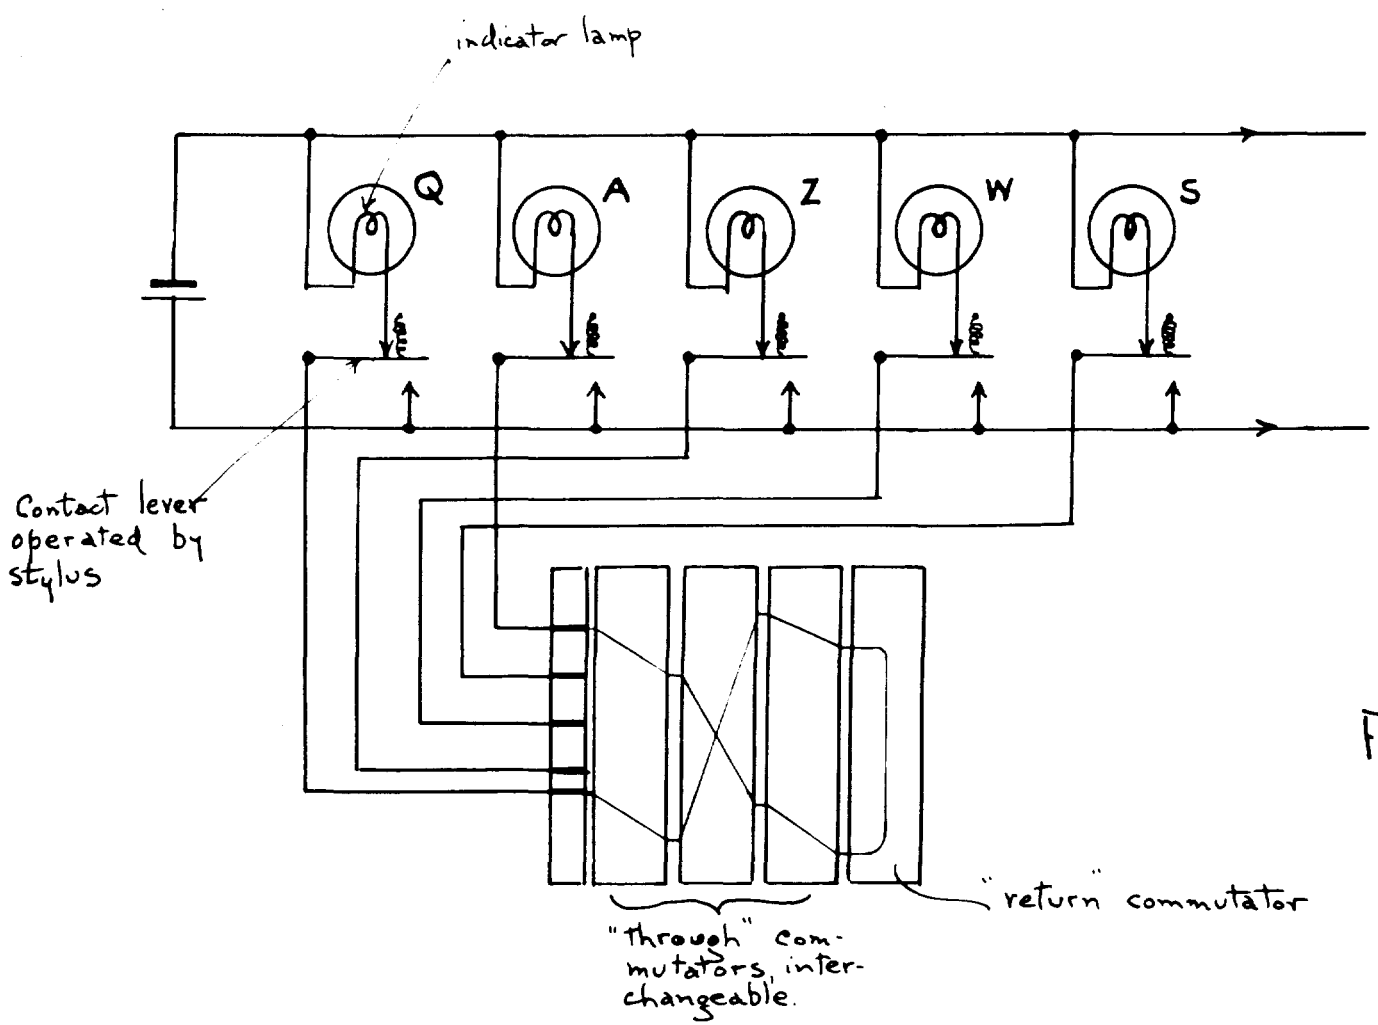 indicator lamp
Q A Z W S
Contact lever
operated by
stylus
"return" commutator
"through" com-
mutators, inter-
changeable.
F